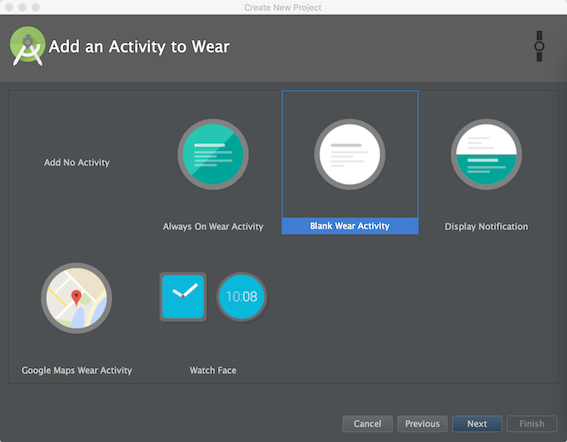 Create New Project
Add an Activity to Wear
Add No Activity
Always On Wear Activity
Blank Wear Activity
Display Notification
10:08
Google Maps Wear Activity
Watch Face
Cancel
Previous
Next
Finish